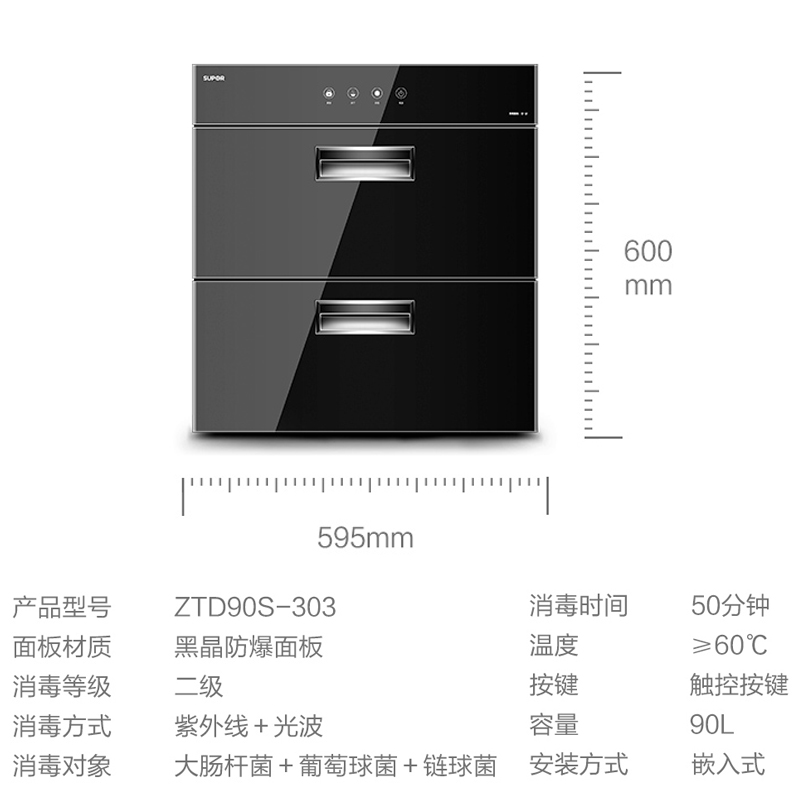 SUPOR
600
mm
595mm
产品型号 ZTD90S-303 消毒时间 50分钟
面板材质 黑晶防爆面板 温度 ≥60℃
消毒等级 二级 按键 触控按键
消毒方式 紫外线+光波 容量 90L
消毒对象 大肠杆菌+葡萄球菌+链球菌 安装方式 嵌入式